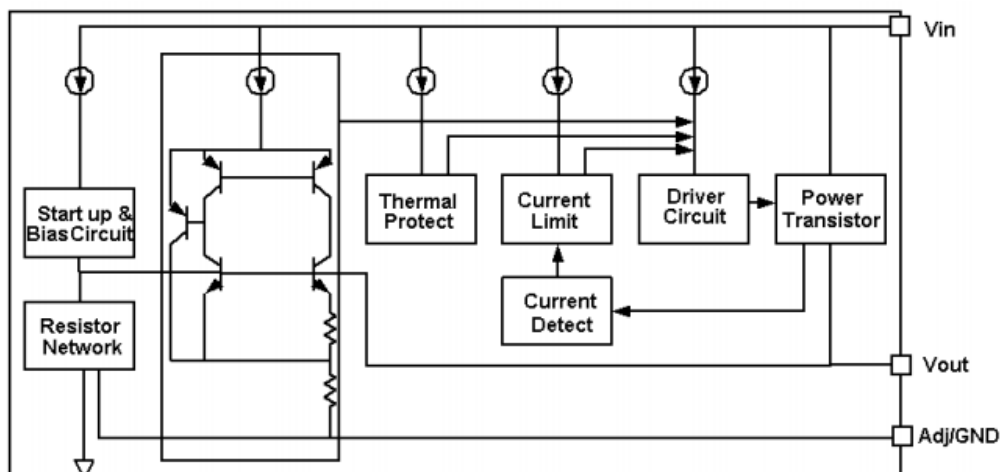 Vin
Start up &
Bias Circuit
Thermal
Protect
Current
Limit
Driver
Circuit
Power
Transistor
Resistor
Network
Current
Detect
Vout
Adj/GND